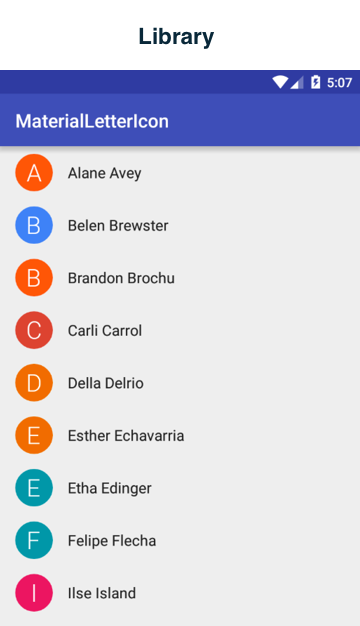 Library
5:07
MaterialLetterIcon
A Alane Avey
B Belen Brewster
B Brandon Brochu
C Carli Carrol
D Della Delrio
E Esther Echavarria
E Etha Edinger
F Felipe Flecha
I Ilse Island